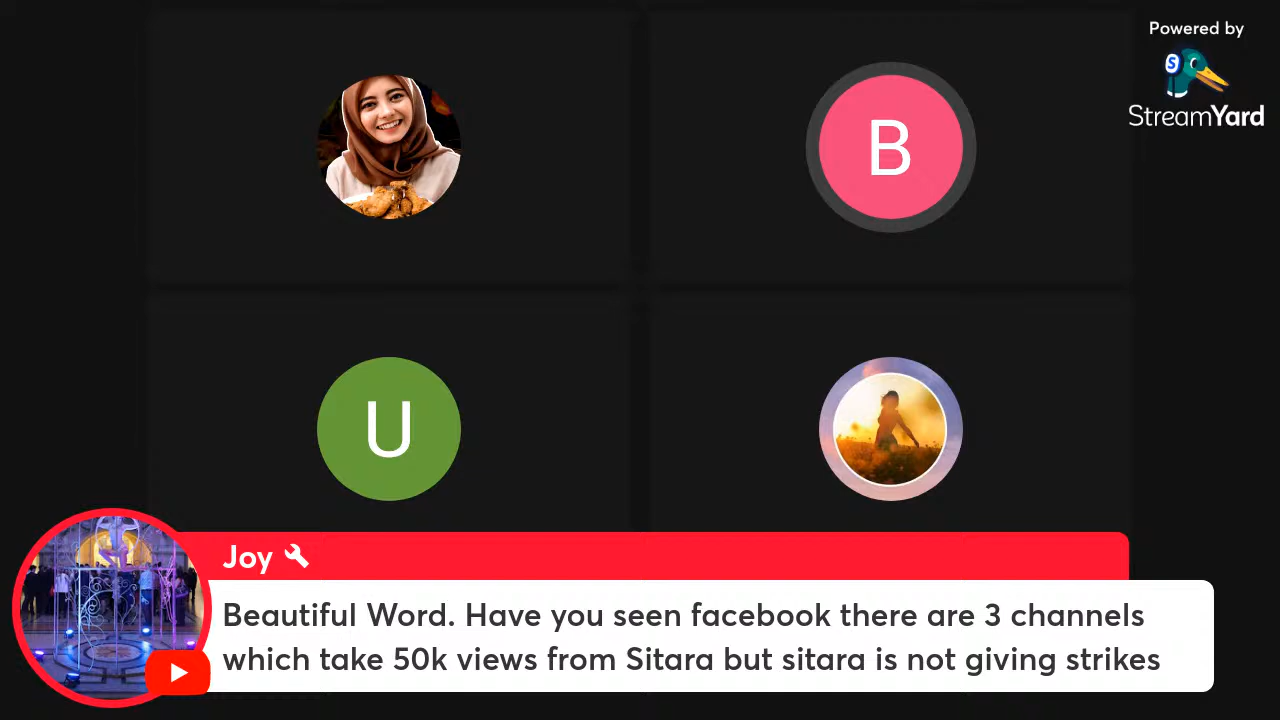 Powered by
S
StreamYard
B
U
Joy
Beautiful Word. Have you seen facebook there are 3 channels
which take 50k views from Sitara but sitara is not giving strikes